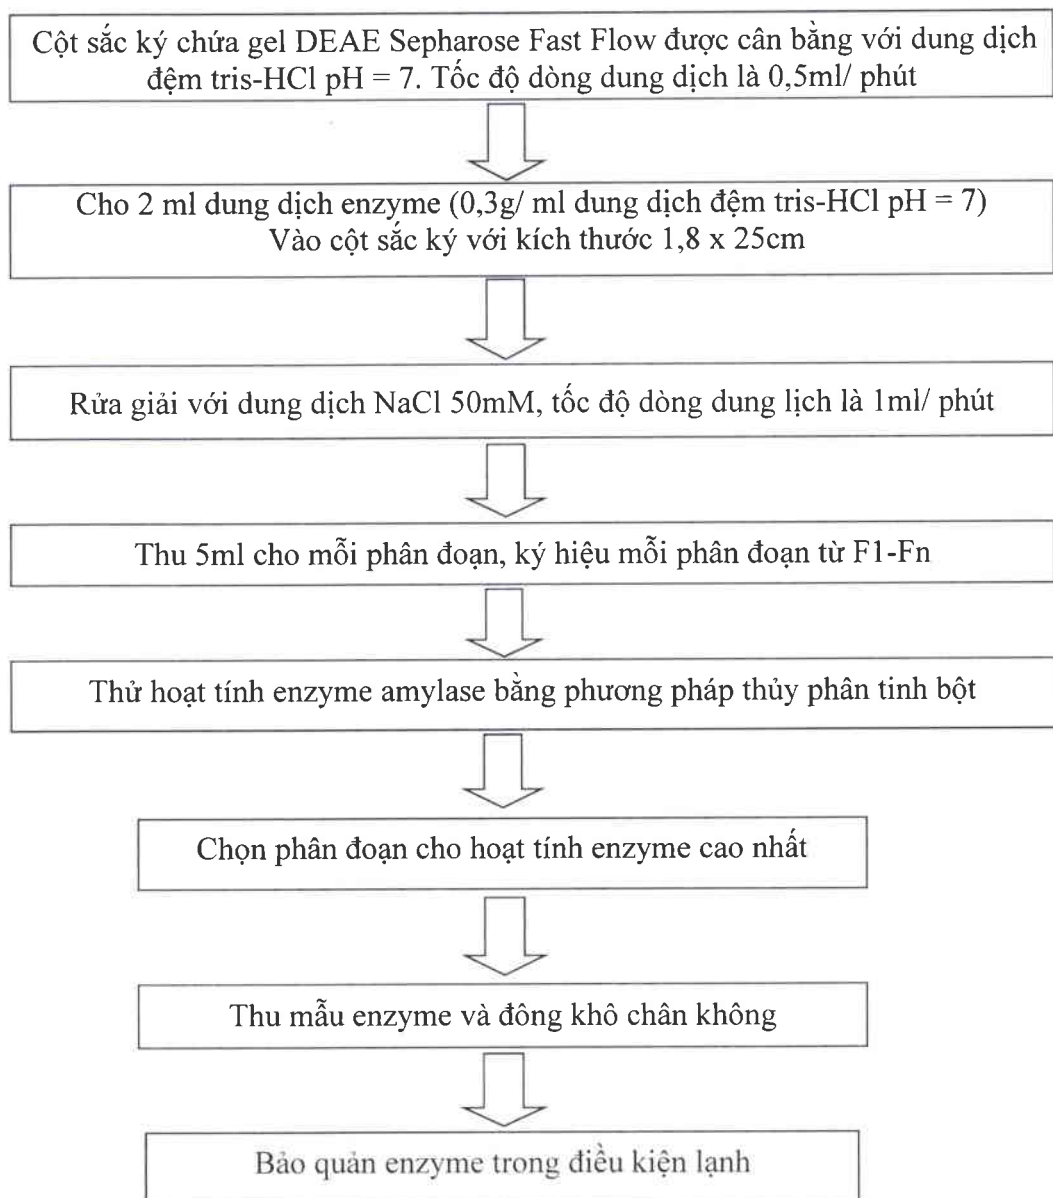 Cột sắc ký chứa gel DEAE Sepharose Fast Flow được cân bằng với dung dịch
đệm tris-HCl pH = 7. Tốc độ dòng dung dịch là 0,5ml/ phút
Cho 2 ml dung dịch enzyme (0,3g/ ml dung dịch đệm tris-HCl pH = 7)
Vào cột sắc ký với kích thước 1,8 x 25cm
Rửa giải với dung dịch NaCl 50mM, tốc độ dòng dung lịch là 1ml/ phút
Thu 5ml cho mỗi phân đoạn, ký hiệu mỗi phân đoạn từ F1-Fn
Thử hoạt tính enzyme amylase bằng phương pháp thủy phân tinh bột
Chọn phân đoạn cho hoạt tính enzyme cao nhất
Thu mẫu enzyme và đông khô chân không
Bảo quản enzyme trong điều kiện lạnh